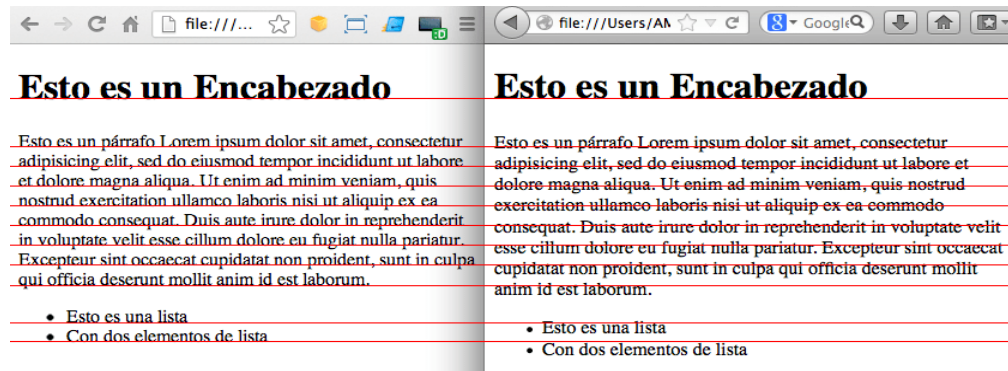 file:///...
:D
Esto es un Encabezado
Esto es un párrafo Lorem ipsum dolor sit amet, consectetur
adipisicing elit, sed do eiusmod tempor incididunt ut labore
et dolore magna aliqua. Ut enim ad minim veniam, quis
nostrud exercitation ullamco laboris nisi ut aliquip ex ea
commodo consequat. Duis aute irure dolor in reprehenderit
in voluptate velit esse cillum dolore eu fugiat nulla pariatur.
Excepteur sint occaecat cupidatat non proident, sunt in culpa
qui officia deserunt mollit anim id est laborum.
• Esto es una lista
• Con dos elementos de lista
file:///Users/AM
8 Google
Esto es un Encabezado
Esto es un párrafo Lorem ipsum dolor sit amet, consectetur
adipisicing elit, sed do eiusmod tempor incididunt ut labore et
dolore magna aliqua. Ut enim ad minim veniam, quis nostrud
exercitation ullamco laboris nisi ut aliquip ex ea commodo
consequat. Duis aute irure dolor in reprehenderit in voluptate velit
esse cillum dolore eu fugiat nulla pariatur. Excepteur sint occaecat
cupidatat non proident, sunt in culpa qui officia deserunt mollit
anim id est laborum.
• Esto es una lista
• Con dos elementos de lista